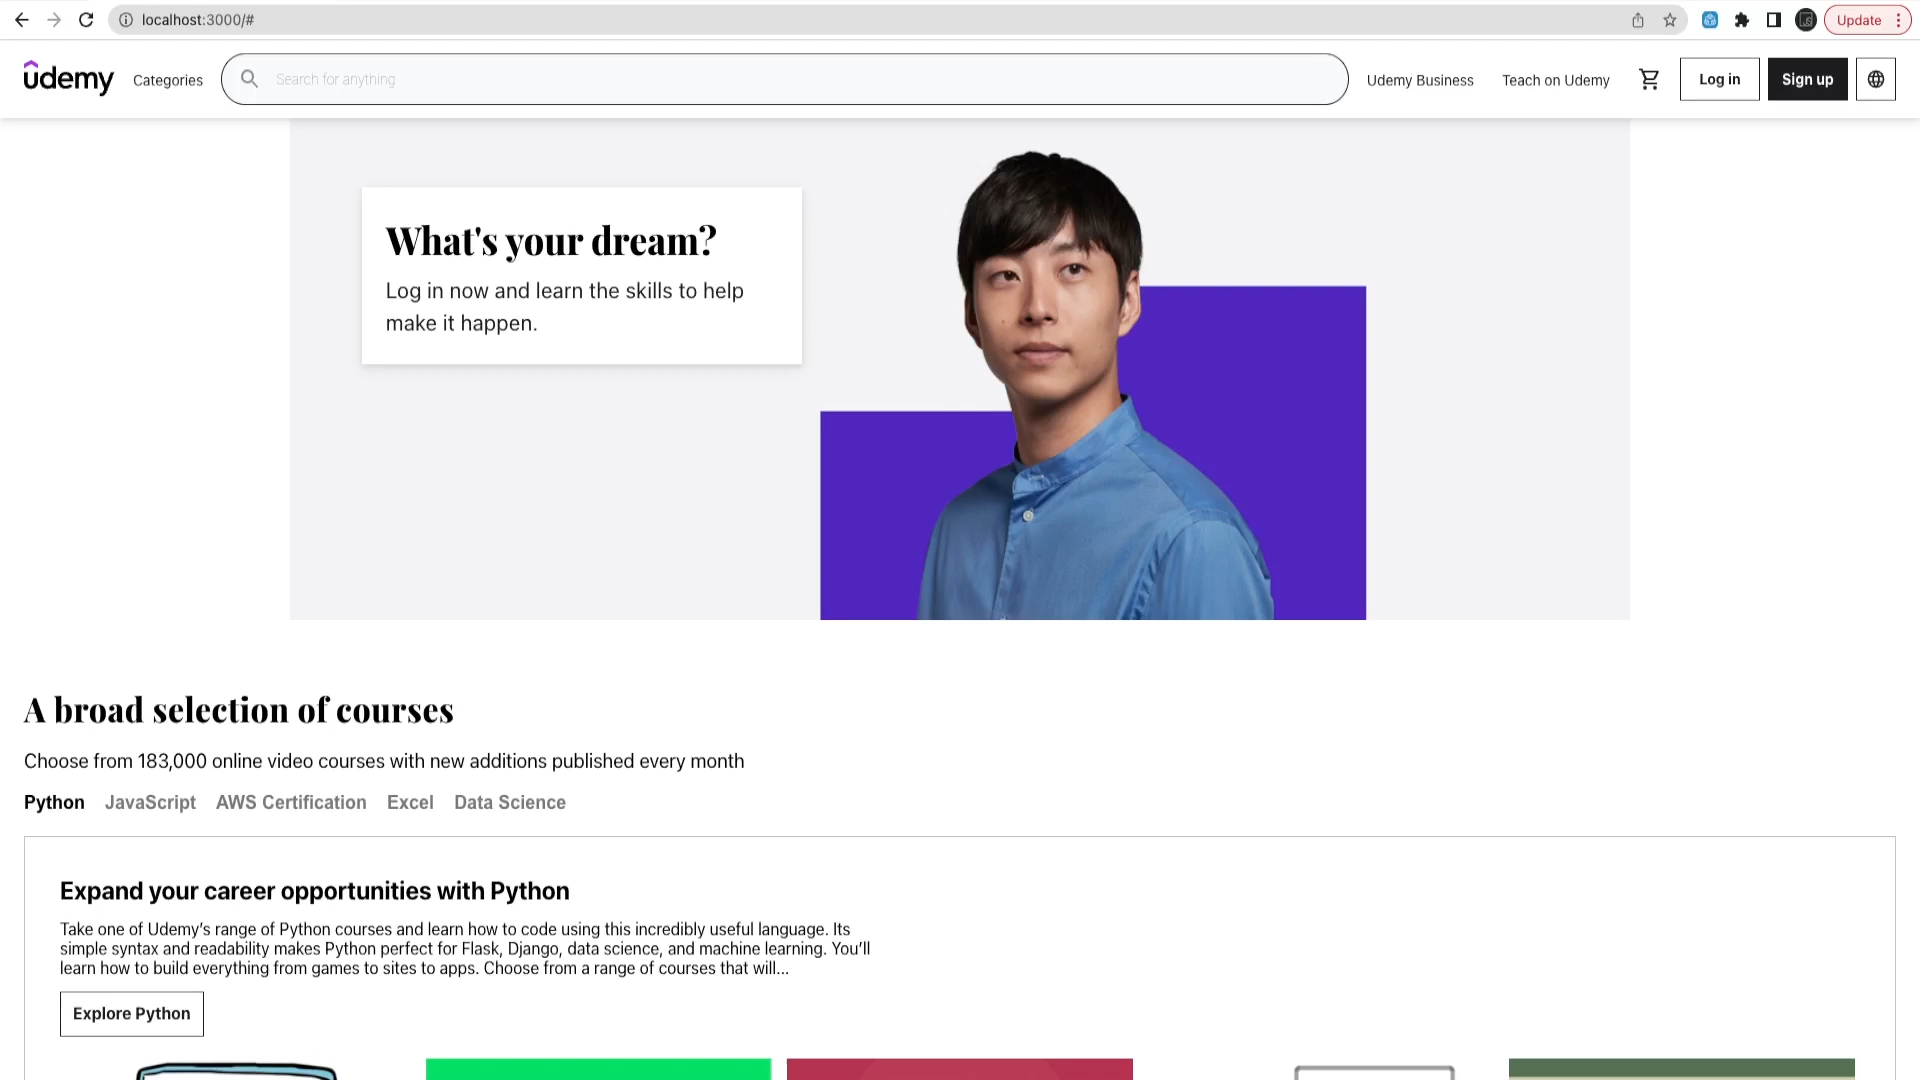 localhost:3000/#
Update
udemy
Categories
Search for anything
Udemy Business
Teach on Udemy
Log in
Sign up
What's your dream?
Log in now and learn the skills to help
make it happen.
A broad selection of courses
Choose from 183,000 online video courses with new additions published every month
Python JavaScript AWS Certification Excel Data Science
Expand your career opportunities with Python
Take one of Udemy’s range of Python courses and learn how to code using this incredibly useful language. Its
simple syntax and readability makes Python perfect for Flask, Django, data science, and machine learning. You’ll
learn how to build everything from games to sites to apps. Choose from a range of courses that will...
Explore Python